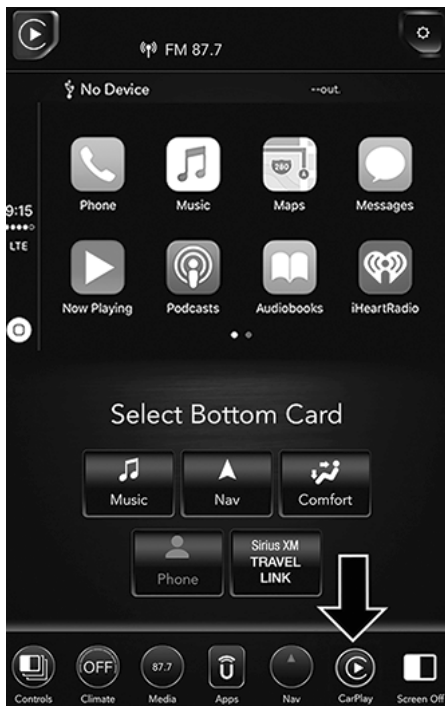 FM 87.7
No Device --out.
9:15
LTE
Phone Music Maps Messages
280
Now Playing Podcasts Audiobooks iHeartRadio
Select Bottom Card
Music Nav Comfort
Phone Sirius XM
TRAVEL
LINK
OFF 87.7
Controls Climate Media Apps Nav CarPlay Screen Off